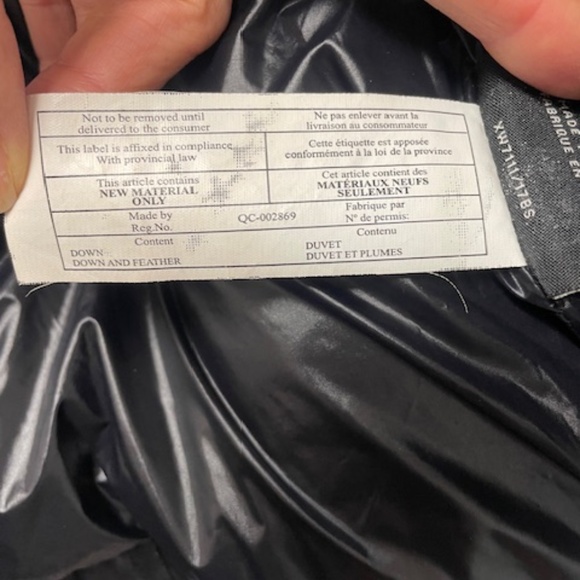 Not to be removed until
delivered to the consumer
Ne pas enlever avant la
livraison au consommateur
This label is affixed in compliance
With provincial law
Cette étiquette est apposée
conformément à la loi de la province
This article contains
NEW MATERIAL
ONLY
Cet article contient des
MATÉRIAUX NEUFS
SEULEMENT
Made by
Reg.No.
QC-002869
Fabrique par
Nº de permis:
Content
Contenu
DOWN
DOWN AND FEATHER
DUVET
DUVET ET PLUMES